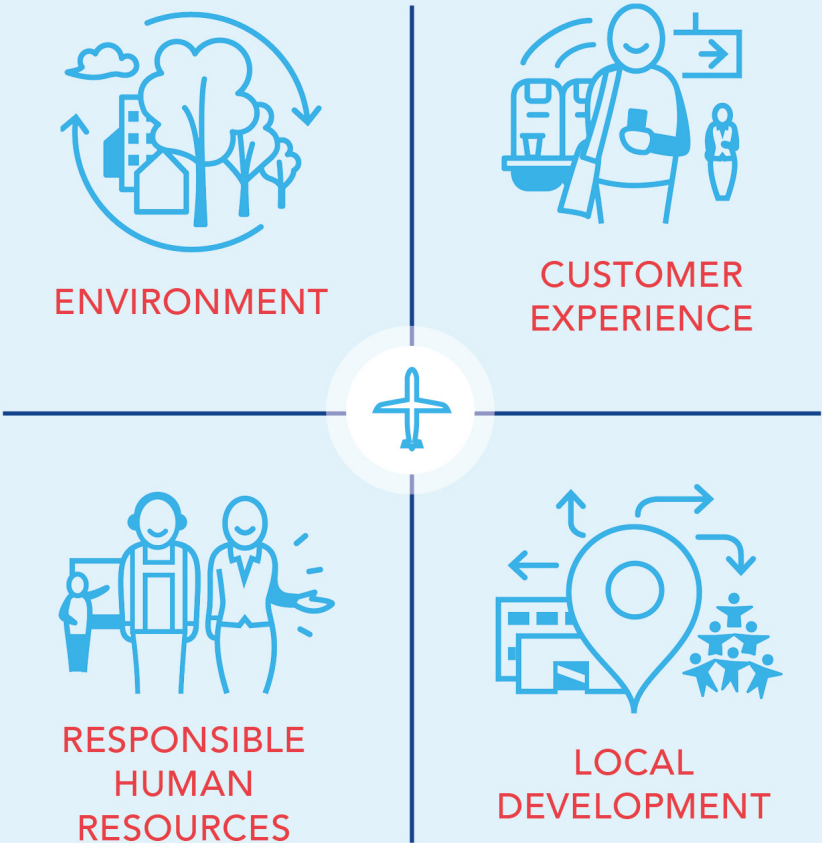 ENVIRONMENT
CUSTOMER
EXPERIENCE
RESPONSIBLE
HUMAN
RESOURCES
LOCAL
DEVELOPMENT